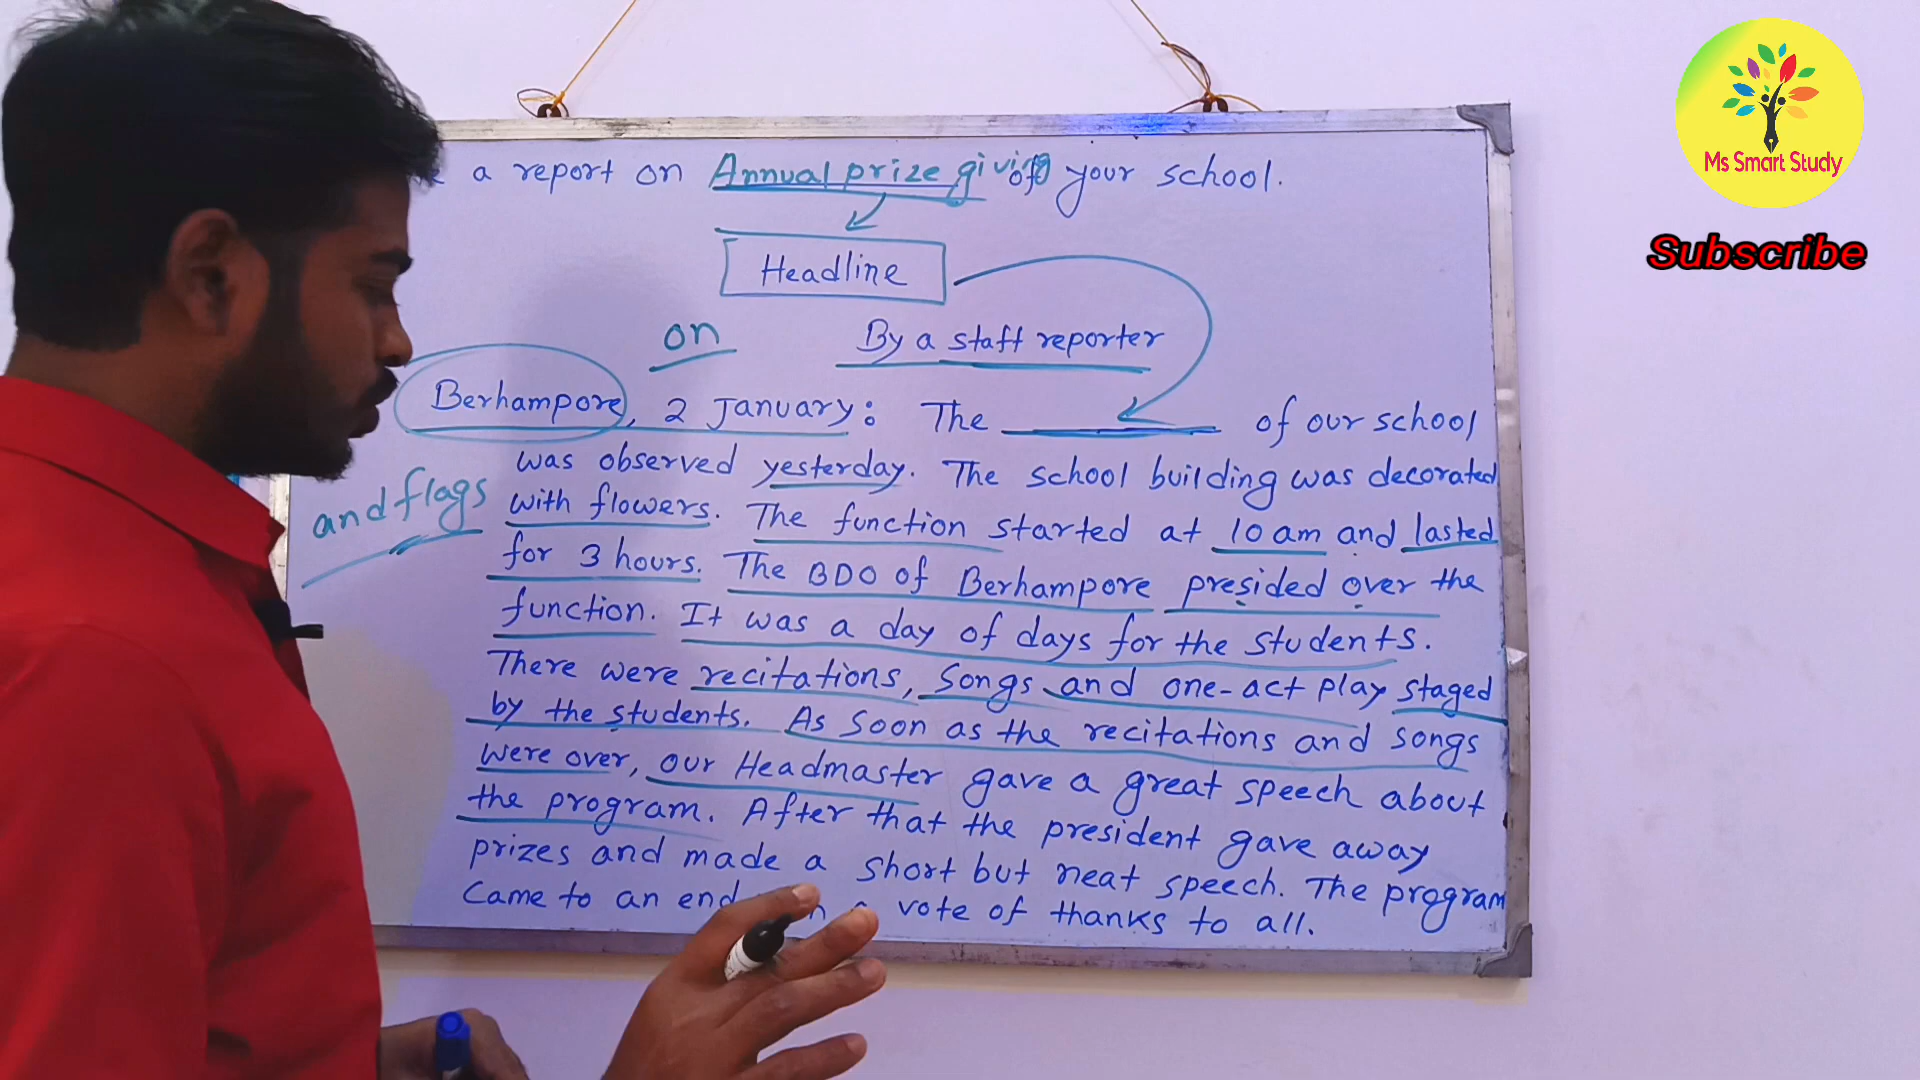 a report on Annual prize giving of your school.
Headline
on By a staff reporter
Berhampore, 2 January: The of our school
was observed yesterday. The school building was decorated
and flags with flowers. The function started at 10 am and lasted
for 3 hours. The BDO of Berhampore presided over the
function. It was a day of days for the students.
There were recitations, songs and one-act play staged
by the students. As soon as the recitations and songs
were over, our Headmaster gave a great speech about
the program. After that the president gave away
prizes and made a short but neat speech. The program
came to an end vote of thanks to all.
Ms Smart Study
Subscribe